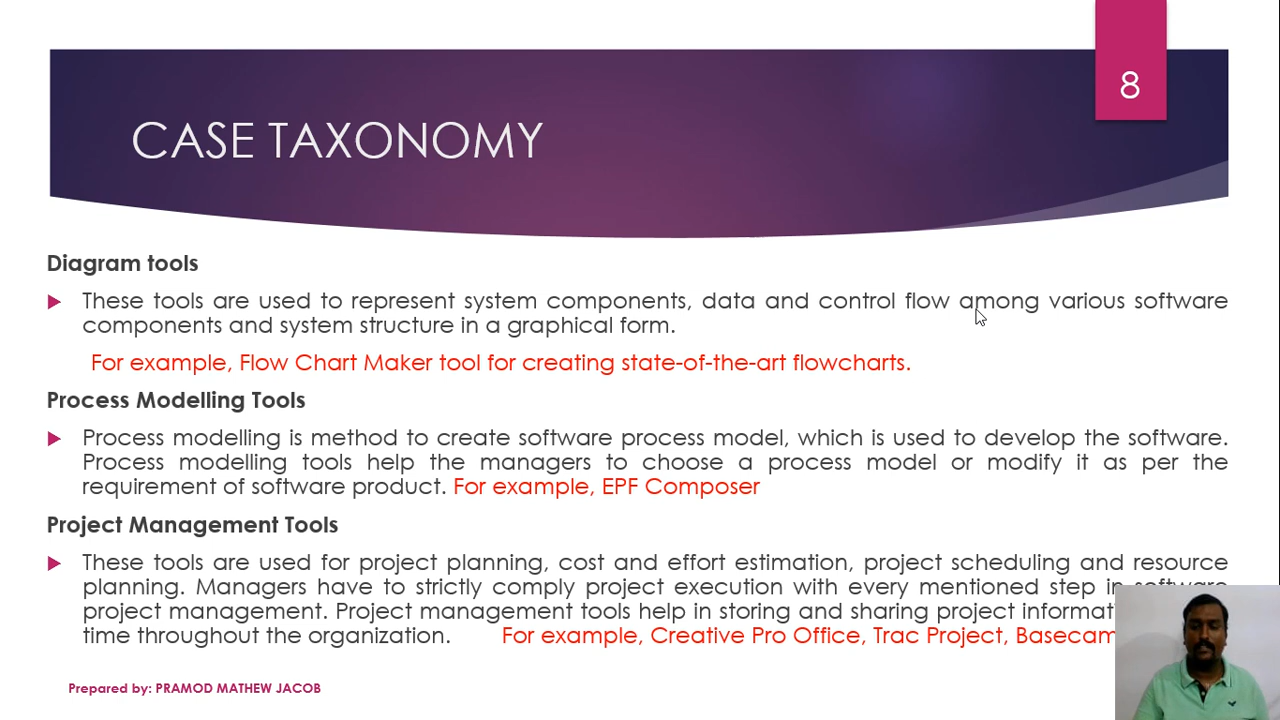 8
CASE TAXONOMY
Diagram tools
These tools are used to represent system components, data and control flow among various software
components and system structure in a graphical form.
For example, Flow Chart Maker tool for creating state-of-the-art flowcharts.
Process Modelling Tools
Process modelling is method to create software process model, which is used to develop the software.
Process modelling tools help the managers to choose a process model or modify it as per the
requirement of software product. For example, EPF Composer
Project Management Tools
These tools are used for project planning, cost and effort estimation, project scheduling and resource
planning. Managers have to strictly comply project execution with every mentioned step in software
project management. Project management tools help in storing and sharing project
time throughout the organization. For example, Creative Pro Office, Trac Project,
Prepared by: PRAMOD MATHEW JACOB